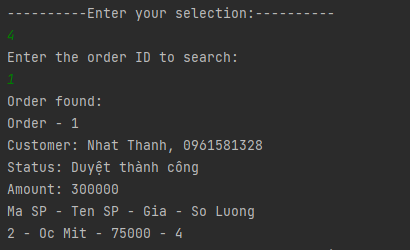 ----------Enter your selection:----------
4
Enter the order ID to search:
1
Order found:
Order - 1
Customer: Nhat Thanh, 0961581328
Status: Duyệt thành công
Amount: 300000
Ma SP - Ten SP - Gia - So Luong
2 - Oc Mit - 75000 - 4